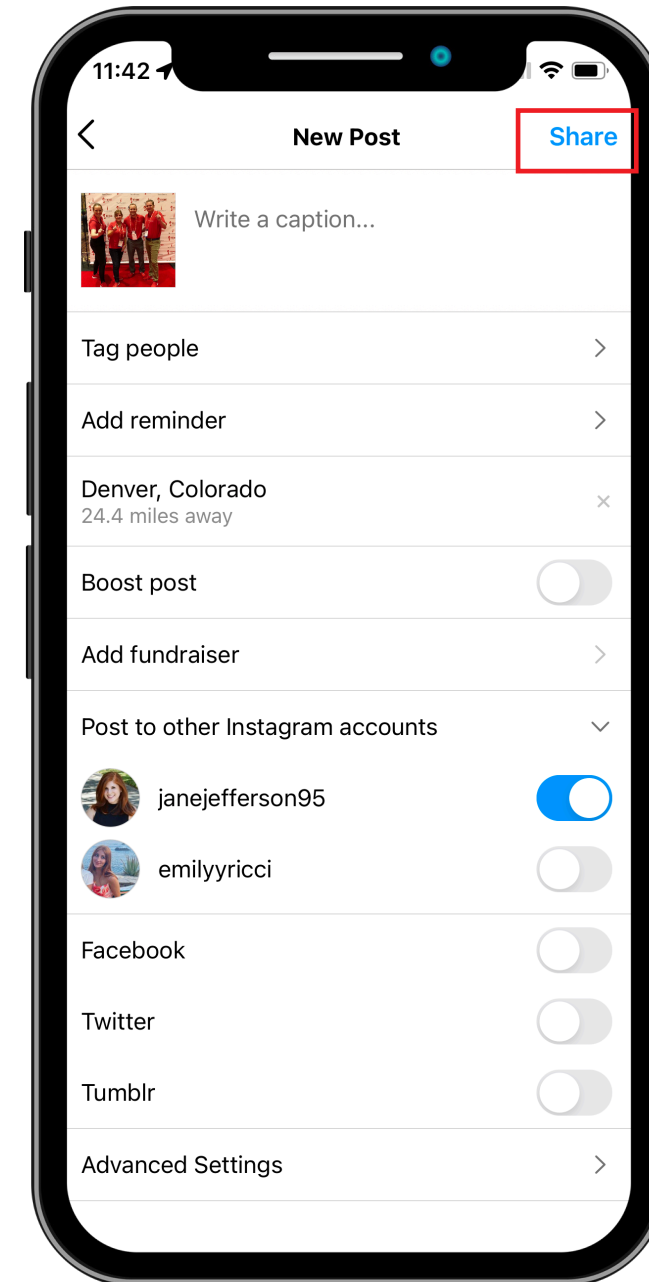 11:42
New Post
Share
Write a caption...
Tag people
Add reminder
Denver, Colorado
24.4 miles away
Boost post
Add fundraiser
Post to other Instagram accounts
janejefferson95
emilyyricci
Facebook
Twitter
Tumblr
Advanced Settings